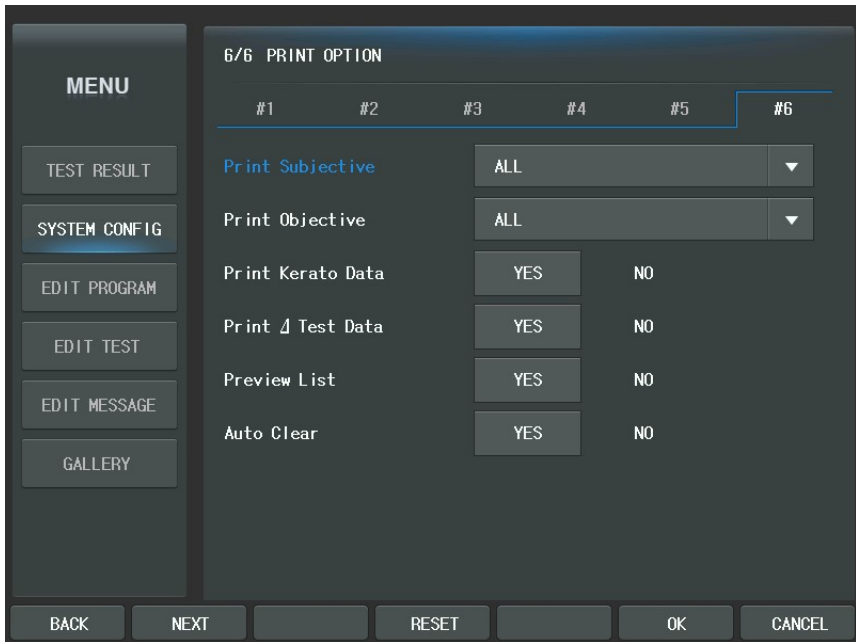 MENU
TEST RESULT
SYSTEM CONFIG
EDIT PROGRAM
EDIT TEST
EDIT MESSAGE
GALLERY
6/6 PRINT OPTION
#1 #2 #3 #4 #5 #6
Print Subjective ALL
Print Objective ALL
Print Kerato Data YES NO
Print ⊿ Test Data YES NO
Preview List YES NO
Auto Clear YES NO
BACK NEXT RESET OK CANCEL